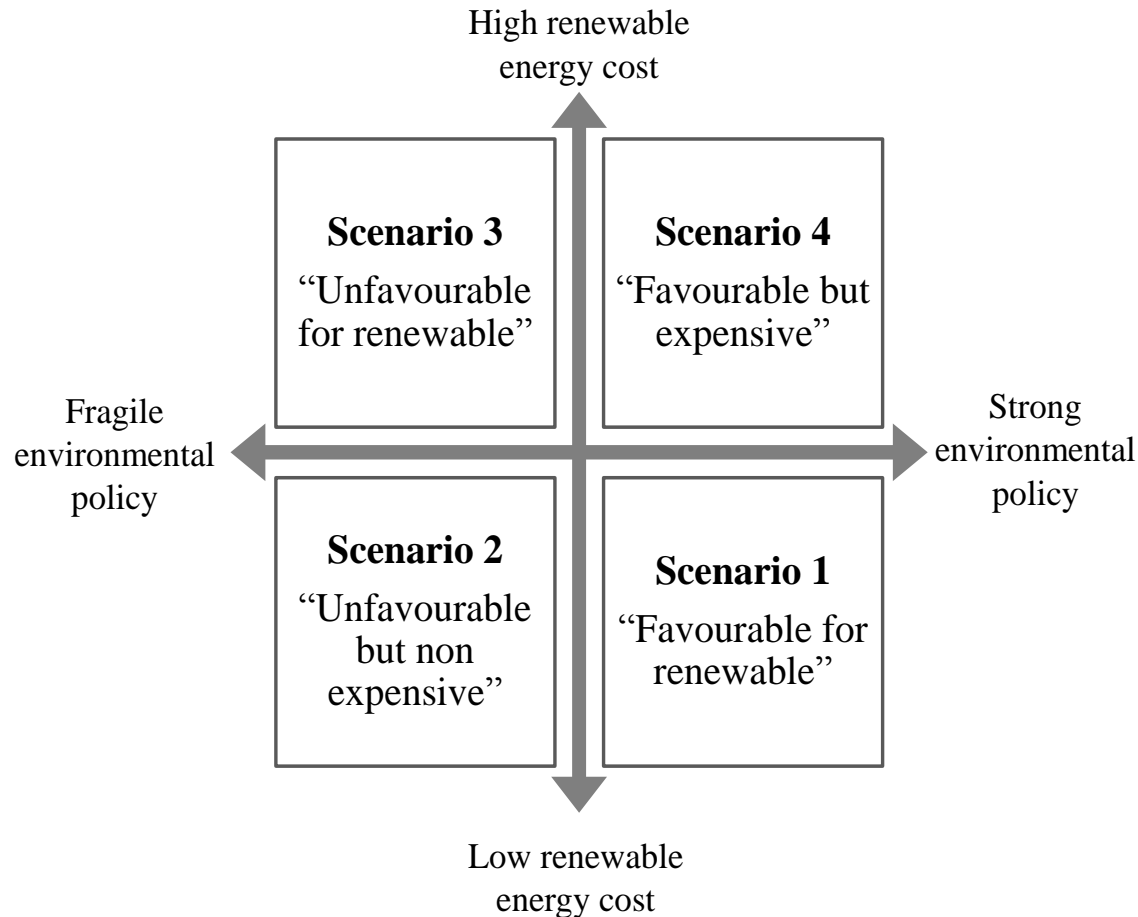 High renewable
energy cost
Scenario 3
“Unfavourable
for renewable”
Scenario 4
“Favourable but
expensive”
Fragile
environmental
policy
Strong
environmental
policy
Scenario 2
“Unfavourable
but non
expensive”
Scenario 1
“Favourable for
renewable”
Low renewable
energy cost